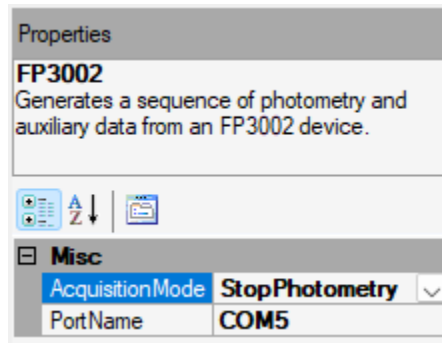 Properties
FP3002
Generates a sequence of photometry and
auxiliary data from an FP3002 device.
A
Z
Misc
AcquisitionMode StopPhotometry
PortName COM5